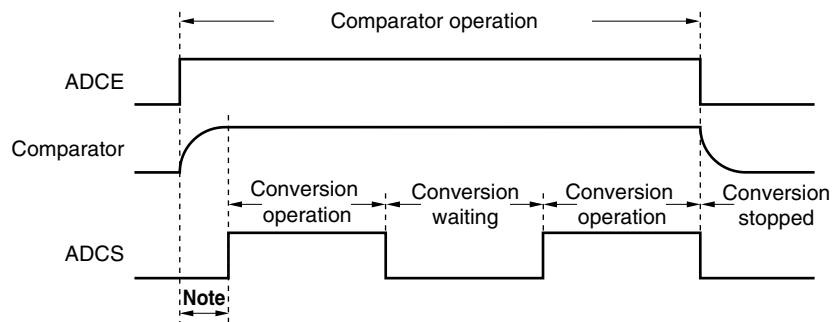 Comparator operation
ADCE
Comparator
Conversion
operation
Conversion
waiting
Conversion
operation
Conversion
stopped
ADCS
Note